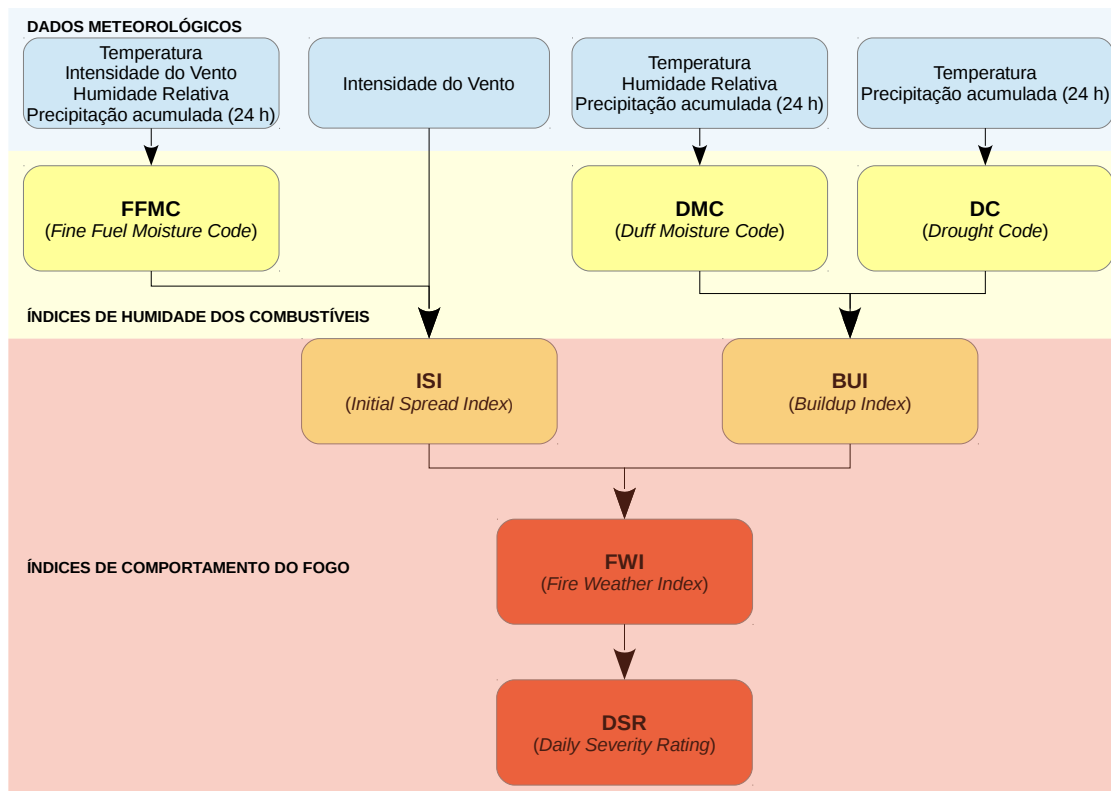 DADOS METEOROLÓGICOS
Temperatura
Intensidade do Vento
Humidade Relativa
Precipitação acumulada (24 h)
Intensidade do Vento
Temperatura
Humidade Relativa
Precipitação acumulada (24 h)
Temperatura
Precipitação acumulada (24 h)
FFMC
(Fine Fuel Moisture Code)
DMC
(Duff Moisture Code)
DC
(Drought Code)
ÍNDICES DE HUMIDADE DOS COMBUSTÍVEIS
ISI
(Initial Spread Index)
BUI
(Buildup Index)
FWI
(Fire Weather Index)
ÍNDICES DE COMPORTAMENTO DO FOGO
DSR
(Daily Severity Rating)